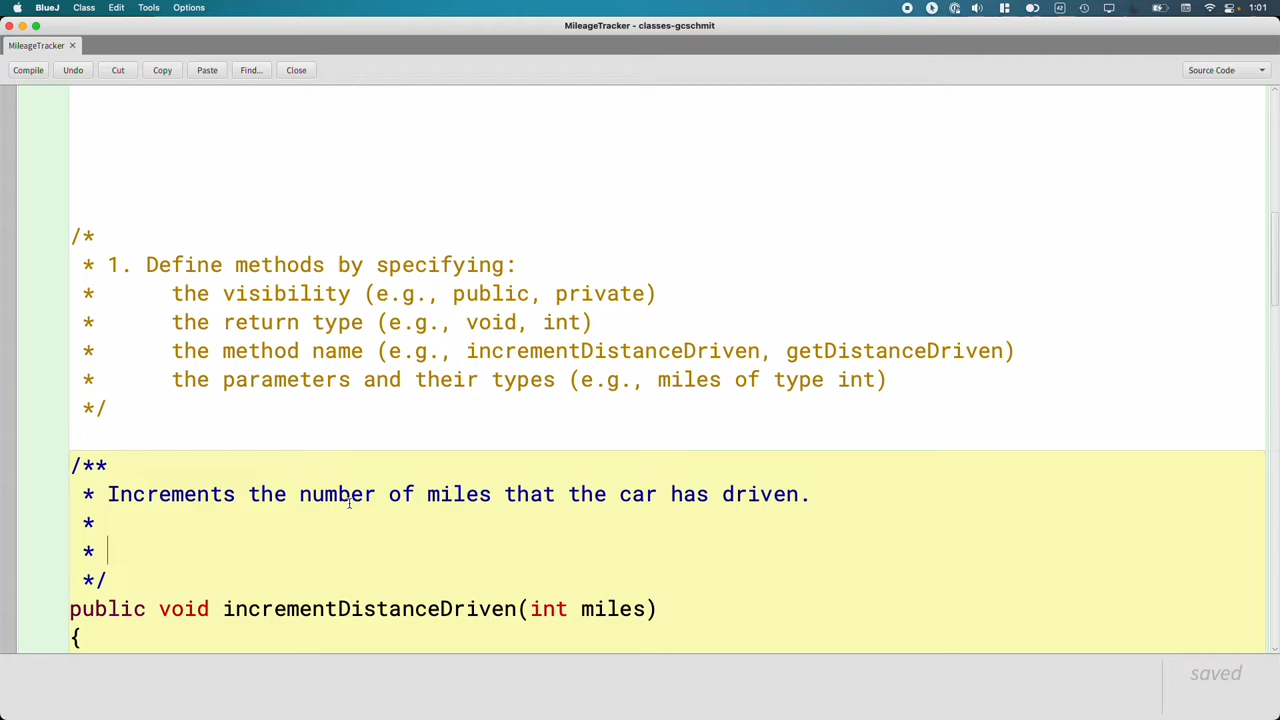 BlueJ Class Edit Tools Options 1:01
MileageTracker - classes-gcschmit
MileageTracker ×
Compile Undo Cut Copy Paste Find... Close Source Code
/*
* 1. Define methods by specifying:
* the visibility (e.g., public, private)
* the return type (e.g., void, int)
* the method name (e.g., incrementDistanceDriven, getDistanceDriven)
* the parameters and their types (e.g., miles of type int)
*/
/**
* Increments the number of miles that the car has driven.
*
*
*/
public void incrementDistanceDriven(int miles)
{
saved